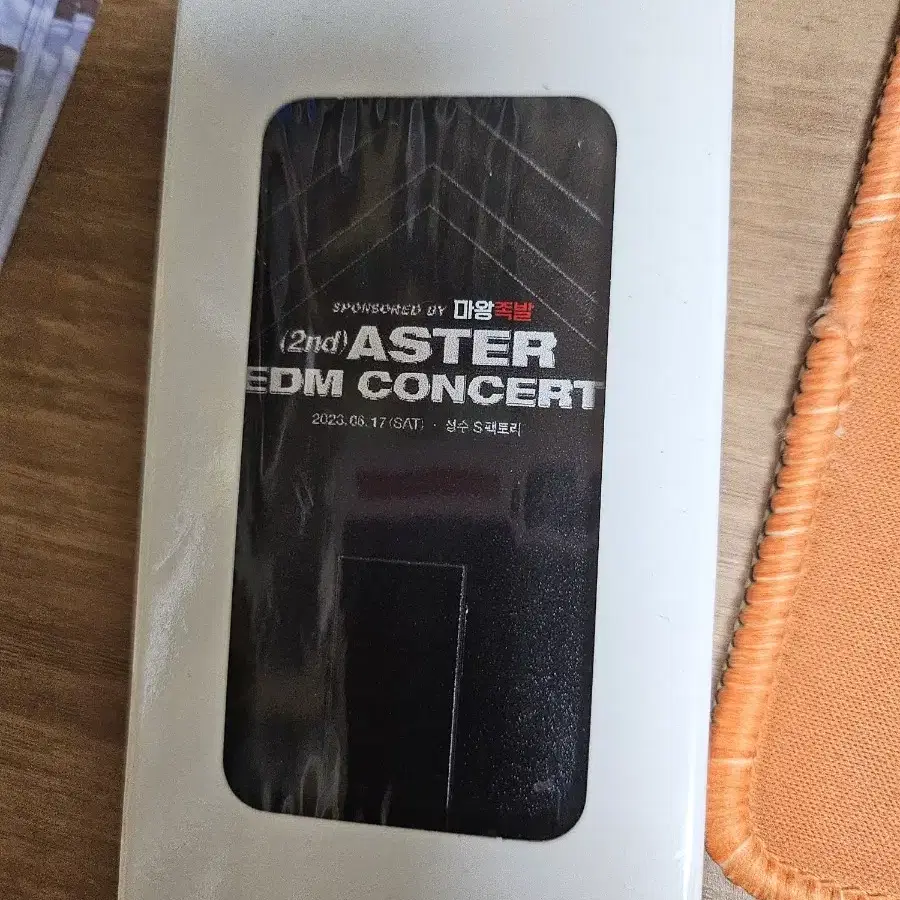 SPONSORED BY 마왕족발
(2nd) ASTER
EDM CONCERT
2023.06.17(SAT) · 성수 S팩토리